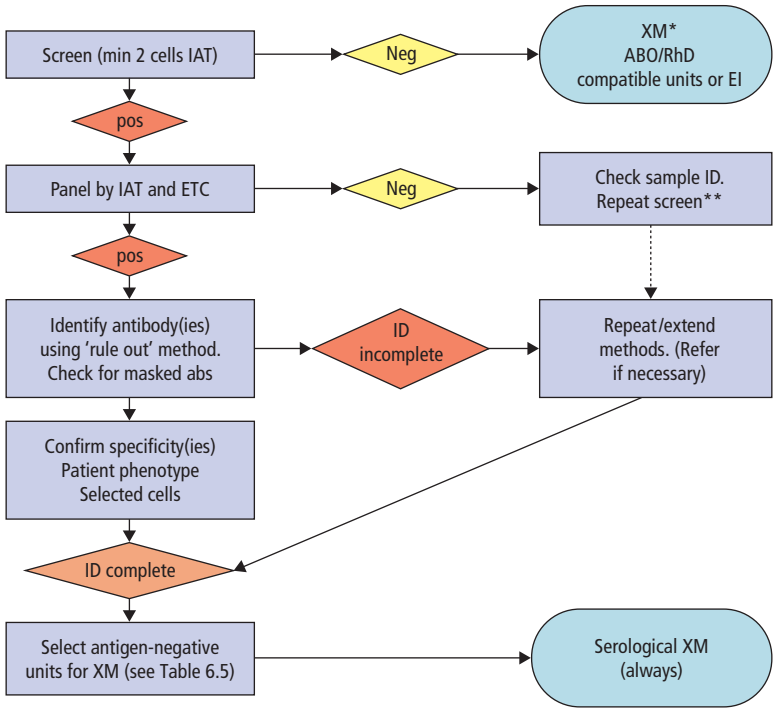 Screen (min 2 cells IAT)
Neg
XM*
ABO/RhD
compatible units or EI
pos
Panel by IAT and ETC
Neg
Check sample ID.
Repeat screen**
pos
Identify antibody(ies)
using ‘rule out’ method.
Check for masked abs
ID
incomplete
Repeat/extend
methods. (Refer
if necessary)
Confirm specificity(ies)
Patient phenotype
Selected cells
ID complete
Select antigen-negative
units for XM (see Table 6.5)
Serological XM
(always)